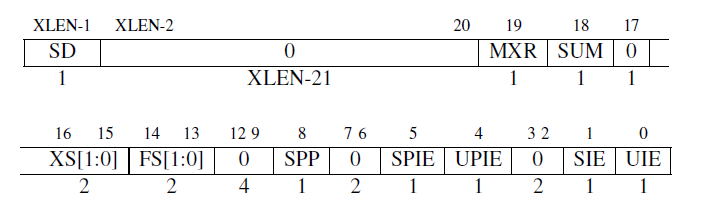 XLEN-1 XLEN-2 20 19 18 17
SD 0 MXR SUM 0
1 XLEN-21 1 1 1
16 15 14 13 12 9 8 7 6 5 4 3 2 1 0
XS[1:0] FS[1:0] 0 SPP 0 SPIE UPIE 0 SIE UIE
2 2 4 1 2 1 1 2 1 1